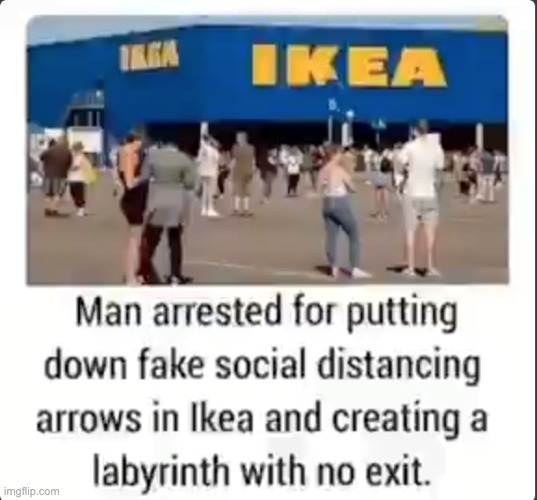 IKEA
IKEA
Man arrested for putting
down fake social distancing
arrows in Ikea and creating a
labyrinth with no exit.
imgflip.com